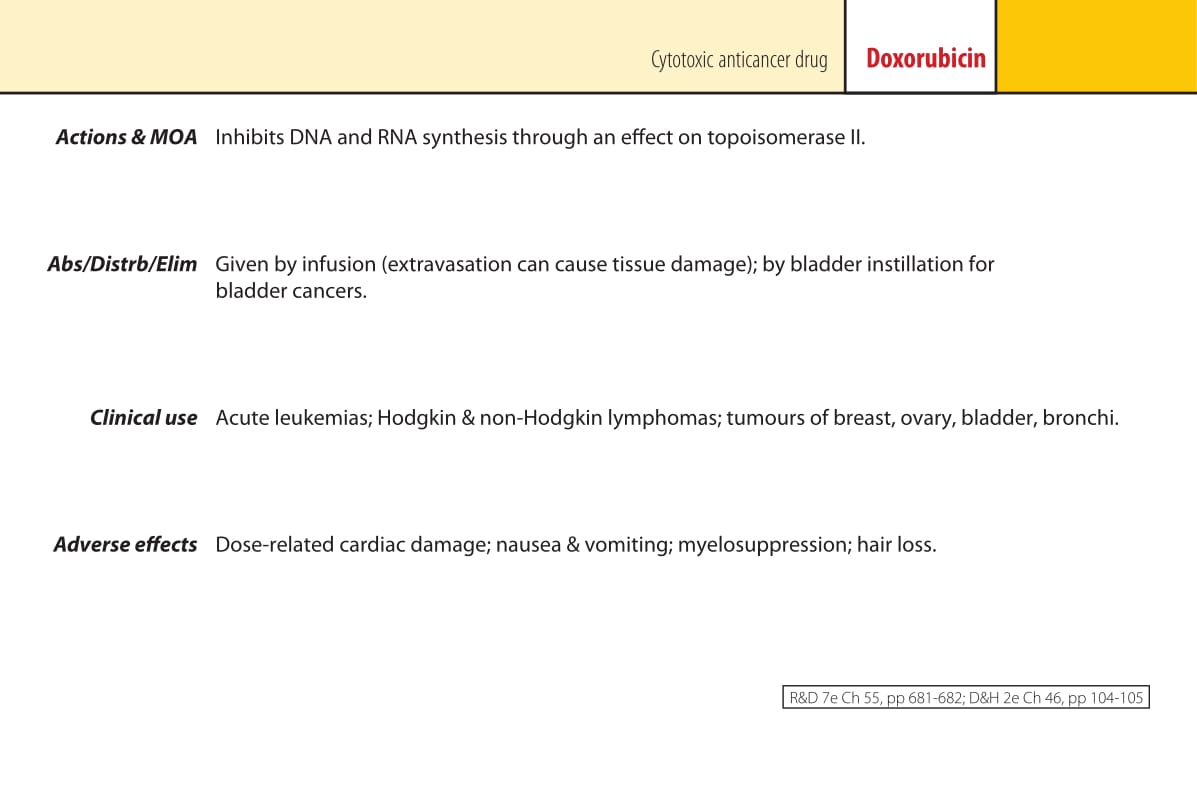 Cytotoxic anticancer drug Doxorubicin
Actions & MOA Inhibits DNA and RNA synthesis through an effect on topoisomerase II.
Abs/Distrb/Elim Given by infusion (extravasation can cause tissue damage); by bladder instillation for
bladder cancers.
Clinical use Acute leukemias; Hodgkin & non-Hodgkin lymphomas; tumours of breast, ovary, bladder, bronchi.
Adverse effects Dose-related cardiac damage; nausea & vomiting; myelosuppression; hair loss.
R&D 7e Ch 55, pp 681-682; D&H 2e Ch 46, pp 104-105